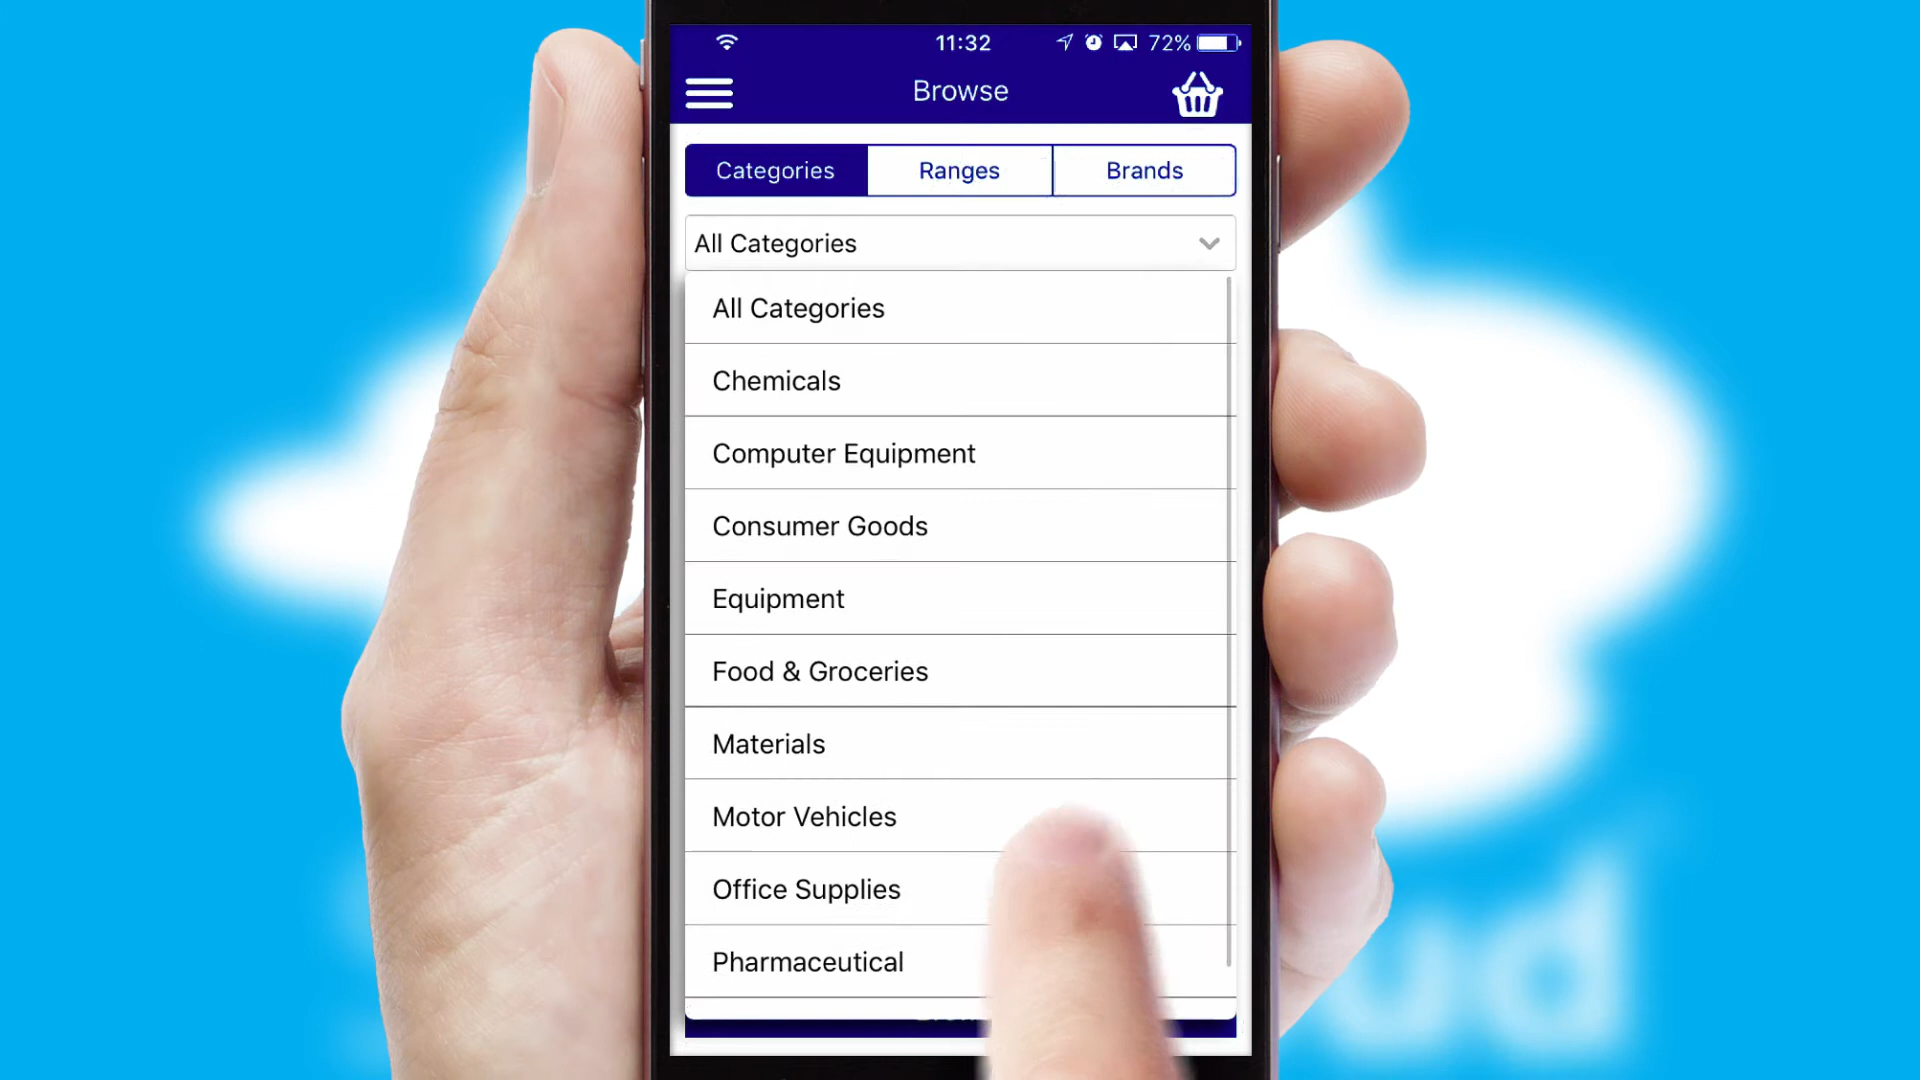 11:32
72%
Browse
Categories
Ranges
Brands
All Categories
All Categories
Chemicals
Computer Equipment
Consumer Goods
Equipment
Food & Groceries
Materials
Motor Vehicles
Office Supplies
Pharmaceutical